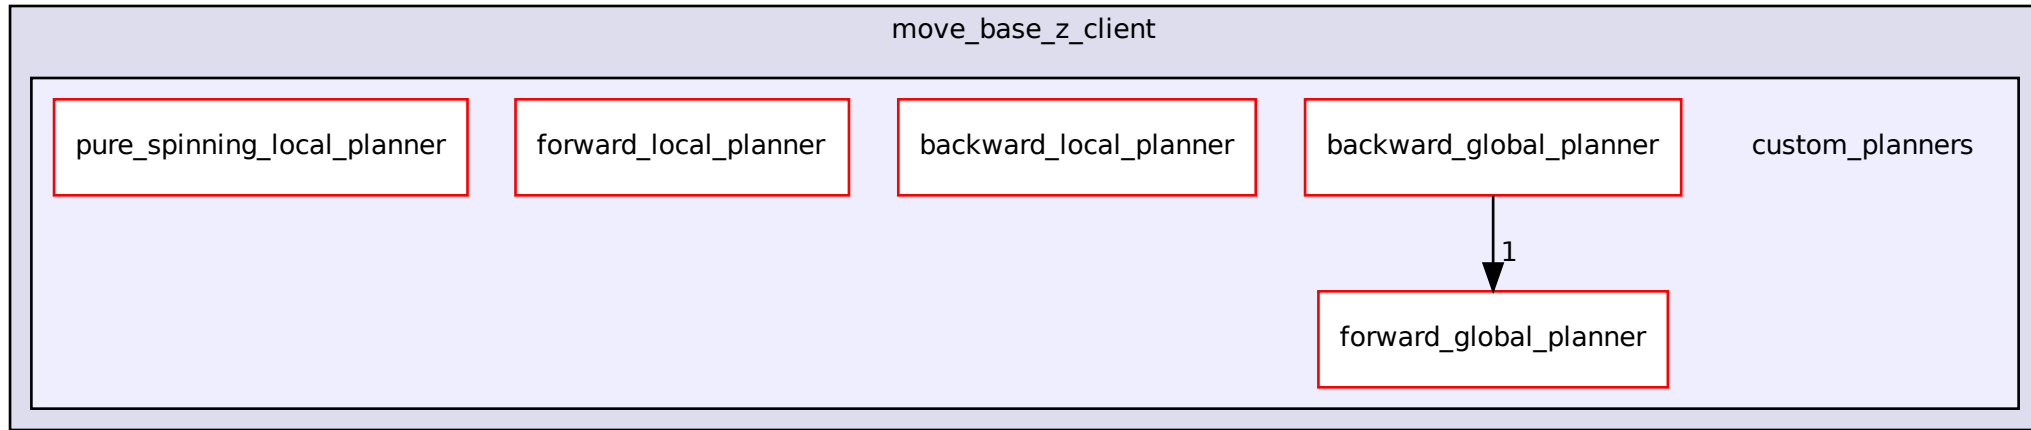 move_base_z_client
pure_spinning_local_planner
forward_local_planner
backward_local_planner
backward_global_planner
custom_planners
1
forward_global_planner